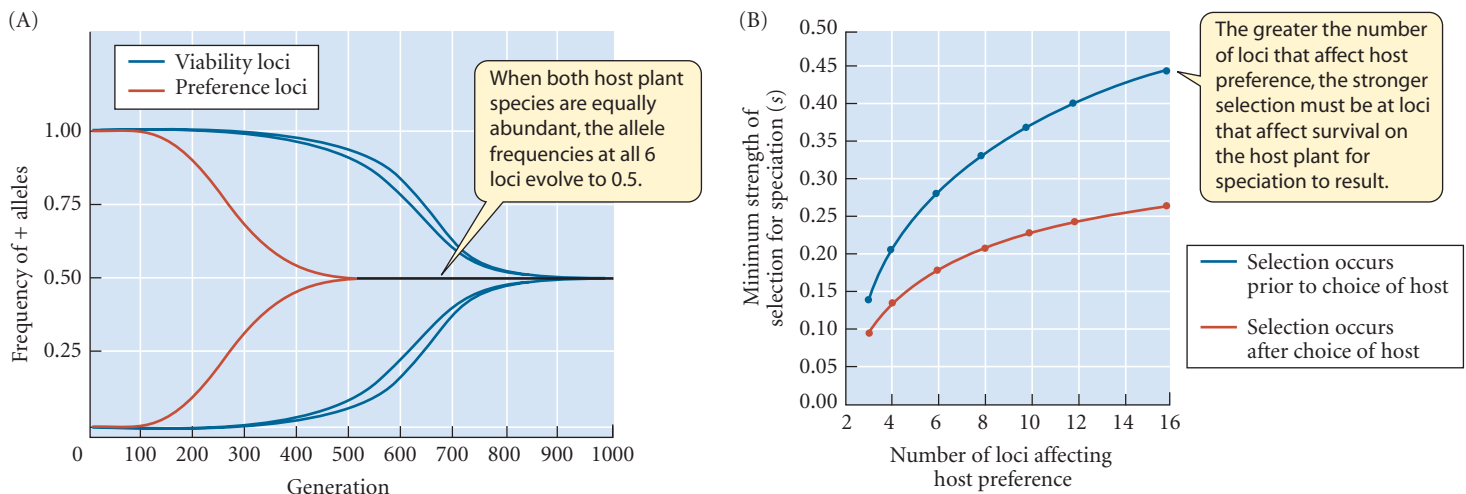 (A)
Viability loci
Preference loci
When both host plant
species are equally
abundant, the allele
frequencies at all 6
loci evolve to 0.5.
Frequency of + alleles
1.00
0.75
0.50
0.25
0
100
200
300
400
500
600
700
800
900
1000
Generation
(B)
Minimum strength of
selection for speciation (s)
0.50
0.45
0.40
0.35
0.30
0.25
0.20
0.15
0.10
0.05
0.00
2
4
6
8
10
12
14
16
Number of loci affecting
host preference
The greater the number
of loci that affect host
preference, the stronger
selection must be at loci
that affect survival on
the host plant for
speciation to result.
Selection occurs
prior to choice of host
Selection occurs
after choice of host